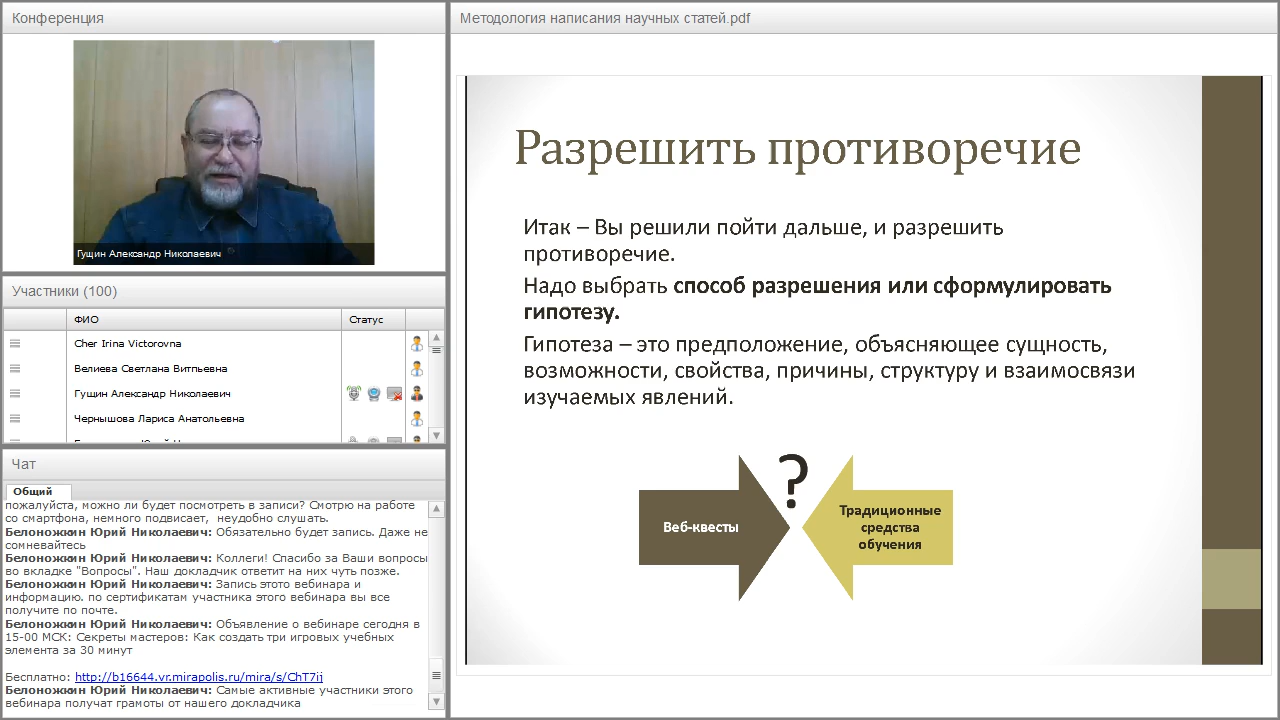 Конференция
Гущин Александр Николаевич
Участники (100)
ФИО
Статус
Cher Irina Victorovna
Велиева Светлана Витпьевна
Гущин Александр Николаевич
Чернышова Лариса Анатольевна
Чат
Общий
пожалуйста, можно ли будет посмотреть в записи? Смотрю на работе
со смартфона, немного подвисает, неудобно слушать.
Белоножкин Юрий Николаевич: Обязательно будет запись. Даже не
сомневайтесь
Белоножкин Юрий Николаевич: Коллеги! Спасибо за Ваши вопросы
во вкладке "Вопросы". Наш докладчик ответит на них чуть позже.
Белоножкин Юрий Николаевич: Запись этото вебинара и
информацию. по сертификатам участника этого вебинара вы все
получите по почте.
Белоножкин Юрий Николаевич: Объявление о вебинаре сегодня в
15-00 МСК: Секреты мастеров: Как создать три игровых учебных
элемента за 30 минут
Бесплатно: http://b16644.vr.mirapolis.ru/mira/s/ChT7ij
Белоножкин Юрий Николаевич: Самые активные участники этого
вебинара получат грамоты от нашего докладчика
Методология написания научных статей.pdf
Разрешить противоречие
Итак – Вы решили пойти дальше, и разрешить
противоречие.
Надо выбрать способ разрешения или сформулировать
гипотезу.
Гипотеза – это предположение, объясняющее сущность,
возможности, свойства, причины, структуру и взаимосвязи
изучаемых явлений.
?
Веб-квесты
Традиционные
средства
обучения